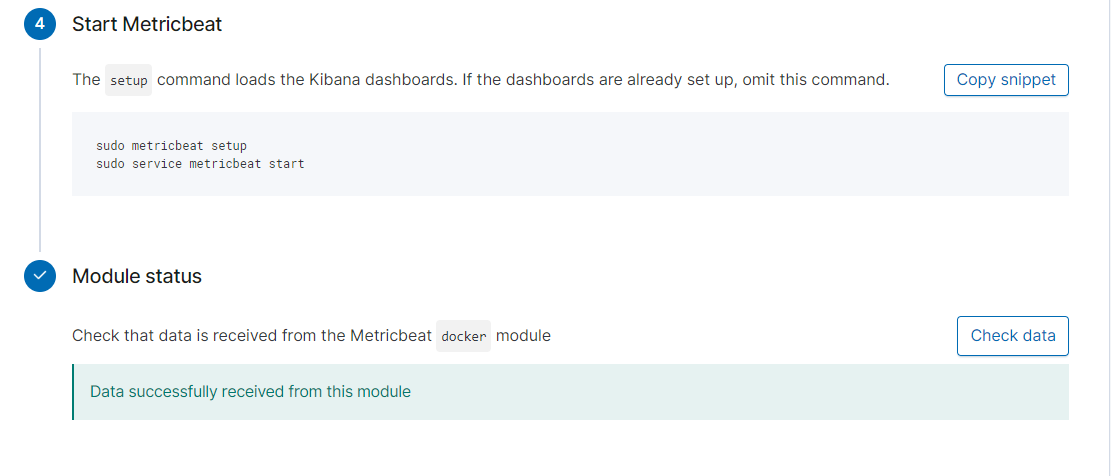 4 Start Metricbeat
The setup command loads the Kibana dashboards. If the dashboards are already set up, omit this command.
Copy snippet
sudo metricbeat setup
sudo service metricbeat start
Module status
Check that data is received from the Metricbeat docker module
Check data
Data successfully received from this module